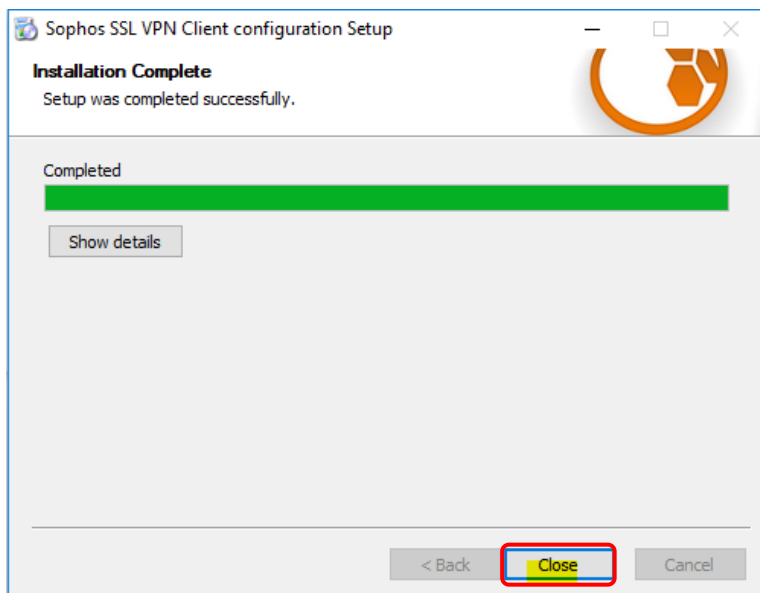 Sophos SSL VPN Client configuration Setup
Installation Complete
Setup was completed successfully.
Completed
Show details
< Back Close Cancel